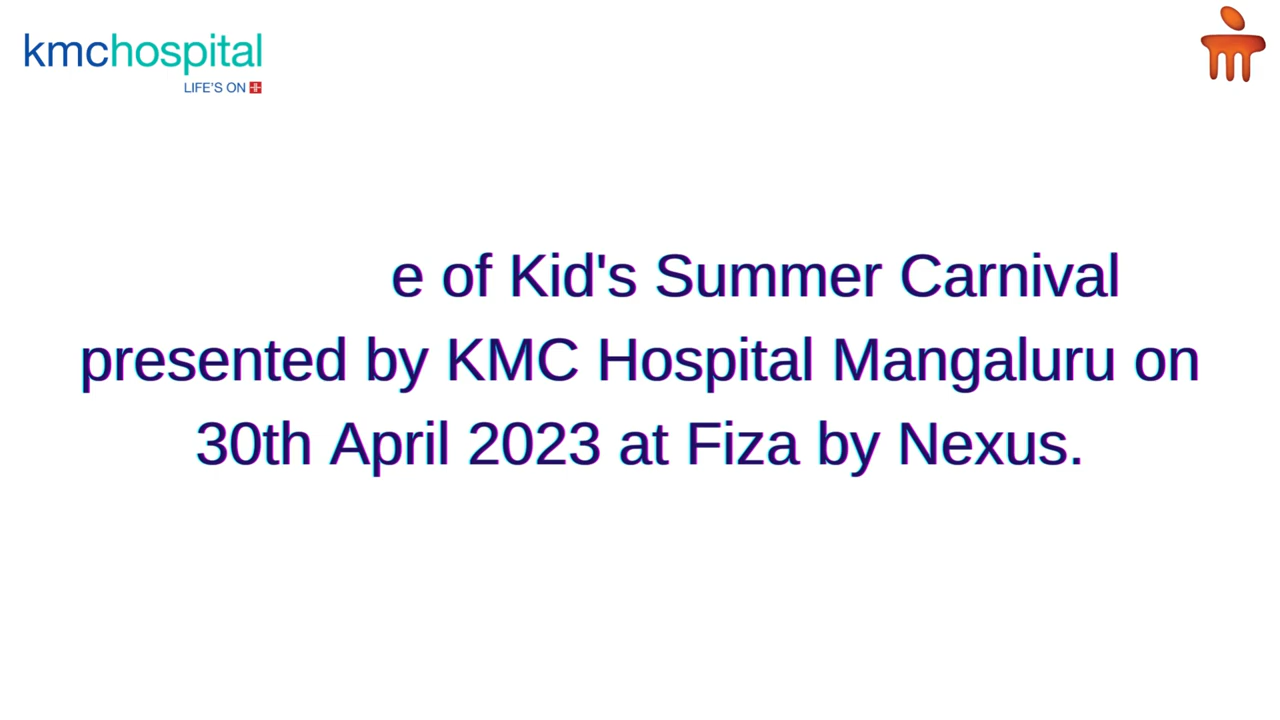 kmchospital
LIFE'S ON
e of Kid's Summer Carnival
presented by KMC Hospital Mangaluru on
30th April 2023 at Fiza by Nexus.